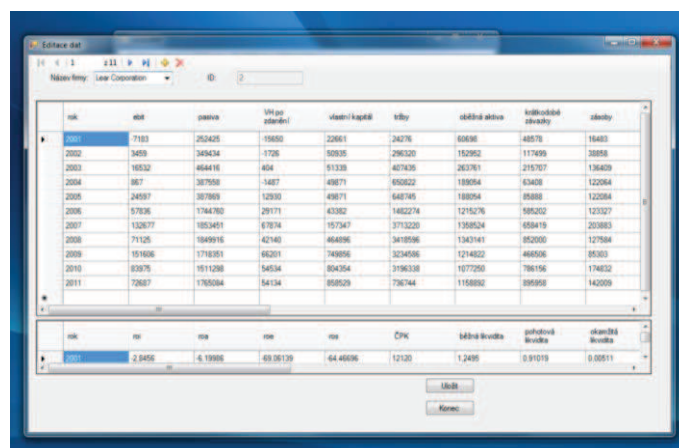 Editace dat
1 z 11
Název firmy: Lear Corporation ID: 2
rok ebit pasiva VH po zdanění vlastní kapitál tržby oběžná aktiva krátkodobé závazky zásoby
2001 -7183 252425 -15650 22661 24276 60698 48578 16483
2002 3459 349434 -1726 50935 296320 152952 117499 38858
2003 16532 464416 404 51339 407435 263761 215707 136409
2004 867 387558 -1487 49871 650822 189054 63408 122064
2005 24597 387869 12930 49871 648745 188054 85888 122084
2006 57836 1744760 29171 43382 1482274 1215276 585202 123327
2007 132677 1853451 67874 157347 3713220 1358524 658419 203883
2008 71125 1849916 42140 464896 3418596 1343141 852000 127584
2009 151606 1718351 66201 749856 3234586 1214822 466506 85303
2010 83975 1511298 54534 804354 3196338 1077250 786156 174832
2011 72687 1765084 54134 858529 736744 1158892 895958 142009
rok roi roa roe ros ČPK běžná likvidita pohotová likvidita okamžitá likvidita
2001 -2.8456 -6.19986 -69.06139 -64.46696 12120 1.2495 0.91019 0.00511
Uložit
Konec